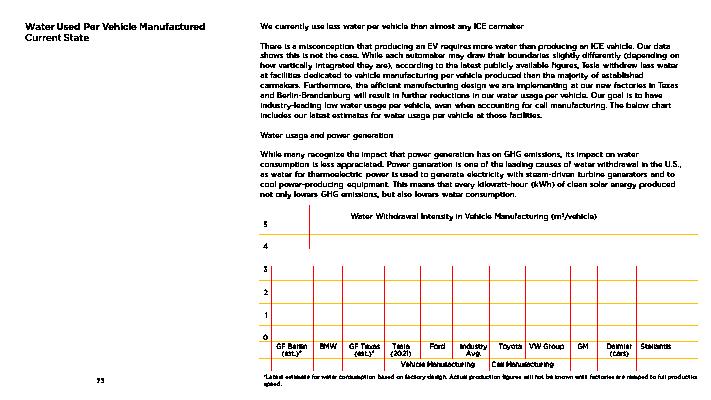 Water Used Per Vehicle Manufactured
Current State
We currently use less water per vehicle than almost any ICE carmaker
There is a misconception that producing an EV requires more water than producing an ICE vehicle. Our data
shows this is not the case. While each automaker may draw their boundaries slightly differently (depending on
how vertically integrated they are), according to the latest publicly available figures, Tesla withdrew less water
at facilities dedicated to vehicle manufacturing per vehicle produced than the majority of established
carmakers. Furthermore, the efficient manufacturing design we are implementing at our new factories in Texas
and Berlin-Brandenburg will result in further reductions in our water usage per vehicle. Our goal is to have
industry-leading low water usage per vehicle, even when accounting for cell manufacturing. The below chart
includes our latest estimates for water usage per vehicle at those facilities.
Water usage and power generation
While many recognize the impact that power generation has on GHG emissions, its impact on water
consumption is less appreciated. Power generation is one of the leading causes of water withdrawal in the U.S.,
as water for thermoelectric power is used to generate electricity with steam-driven turbine generators and to
cool power-producing equipment. This means that every kilowatt-hour (kWh) of clean solar energy produced
not only lowers GHG emissions, but also lowers water consumption.
Water Withdrawal Intensity in Vehicle Manufacturing (m³/vehicle)
5
4
3
2
1
0
GF Berlin BMW GF Texas Tesla Ford Industry Toyota VW Group GM Daimler Stellantis
(est.)* (est.)* (2021) Avg. (cars)
Vehicle Manufacturing Cell Manufacturing
*Latest estimate for water consumption based on factory design. Actual production figures will not be known until factories are ramped to full production
speed.
73